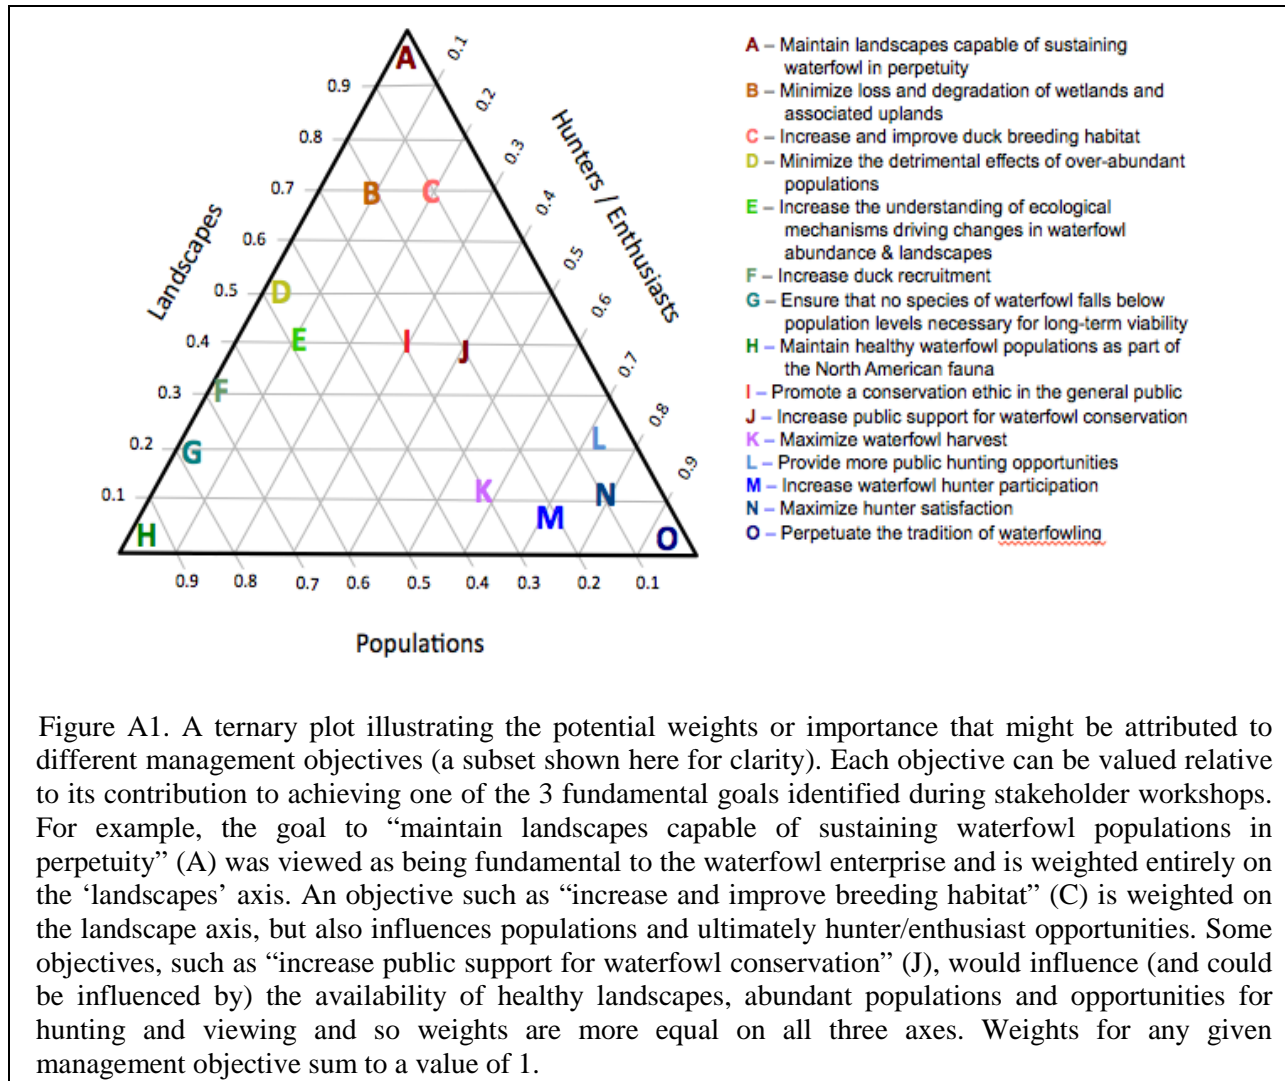 A
0.1
0.9
0.2
0.8
0.3
Hunters / Enthusiasts
0.7
B
C
0.4
Landscapes
0.6
0.5
0.5
D
0.6
0.4
E
I
J
0.7
0.3
F
0.8
0.2
G
L
0.9
0.1
K
N
M
H
O
0.9
0.8
0.7
0.6
0.5
0.4
0.3
0.2
0.1
Populations
A – Maintain landscapes capable of sustaining
waterfowl in perpetuity
B – Minimize loss and degradation of wetlands and
associated uplands
C – Increase and improve duck breeding habitat
D – Minimize the detrimental effects of over-abundant
populations
E – Increase the understanding of ecological
mechanisms driving changes in waterfowl
abundance & landscapes
F – Increase duck recruitment
G – Ensure that no species of waterfowl falls below
population levels necessary for long-term viability
H – Maintain healthy waterfowl populations as part of
the North American fauna
I – Promote a conservation ethic in the general public
J – Increase public support for waterfowl conservation
K – Maximize waterfowl harvest
L – Provide more public hunting opportunities
M – Increase waterfowl hunter participation
N – Maximize hunter satisfaction
O – Perpetuate the tradition of waterfowling
Figure A1. A ternary plot illustrating the potential weights or importance that might be attributed to
different management objectives (a subset shown here for clarity). Each objective can be valued relative
to its contribution to achieving one of the 3 fundamental goals identified during stakeholder workshops.
For example, the goal to “maintain landscapes capable of sustaining waterfowl populations in
perpetuity” (A) was viewed as being fundamental to the waterfowl enterprise and is weighted entirely on
the ‘landscapes’ axis. An objective such as “increase and improve breeding habitat” (C) is weighted on
the landscape axis, but also influences populations and ultimately hunter/enthusiast opportunities. Some
objectives, such as “increase public support for waterfowl conservation” (J), would influence (and could
be influenced by) the availability of healthy landscapes, abundant populations and opportunities for
hunting and viewing and so weights are more equal on all three axes. Weights for any given
management objective sum to a value of 1.